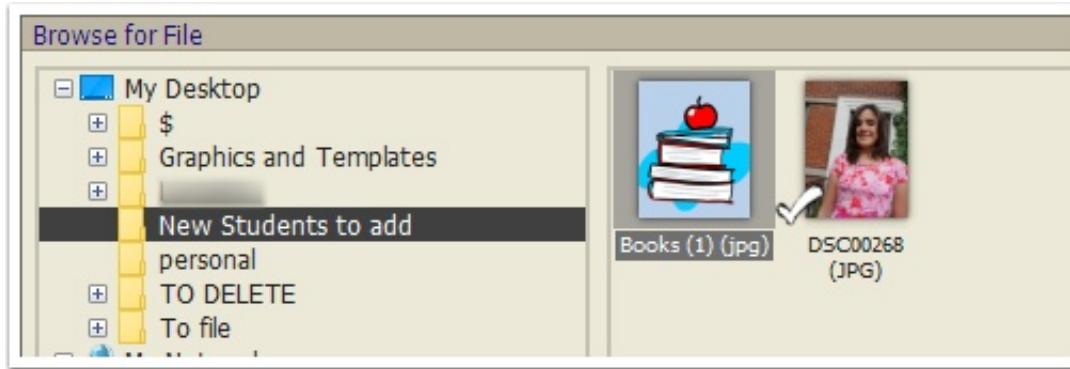 Browse for File
My Desktop
$
Graphics and Templates
New Students to add
personal
TO DELETE
To file
Books (1) (jpg)
DSC00268
(JPG)